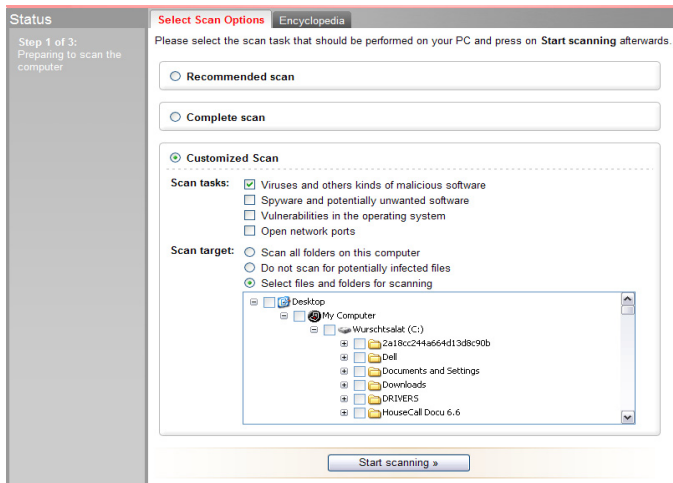 Status
Step 1 of 3:
Preparing to scan the
computer
Select Scan Options
Encyclopedia
Please select the scan task that should be performed on your PC and press on Start scanning afterwards.
Recommended scan
Complete scan
Customized Scan
Scan tasks:
Viruses and others kinds of malicious software
Spyware and potentially unwanted software
Vulnerabilities in the operating system
Open network ports
Scan target:
Scan all folders on this computer
Do not scan for potentially infected files
Select files and folders for scanning
Desktop
My Computer
Wurschtsalat (C:)
2a18cc244a664d13d8c90b
Dell
Documents and Settings
Downloads
DRIVERS
HouseCall Docu 6.6
Start scanning »